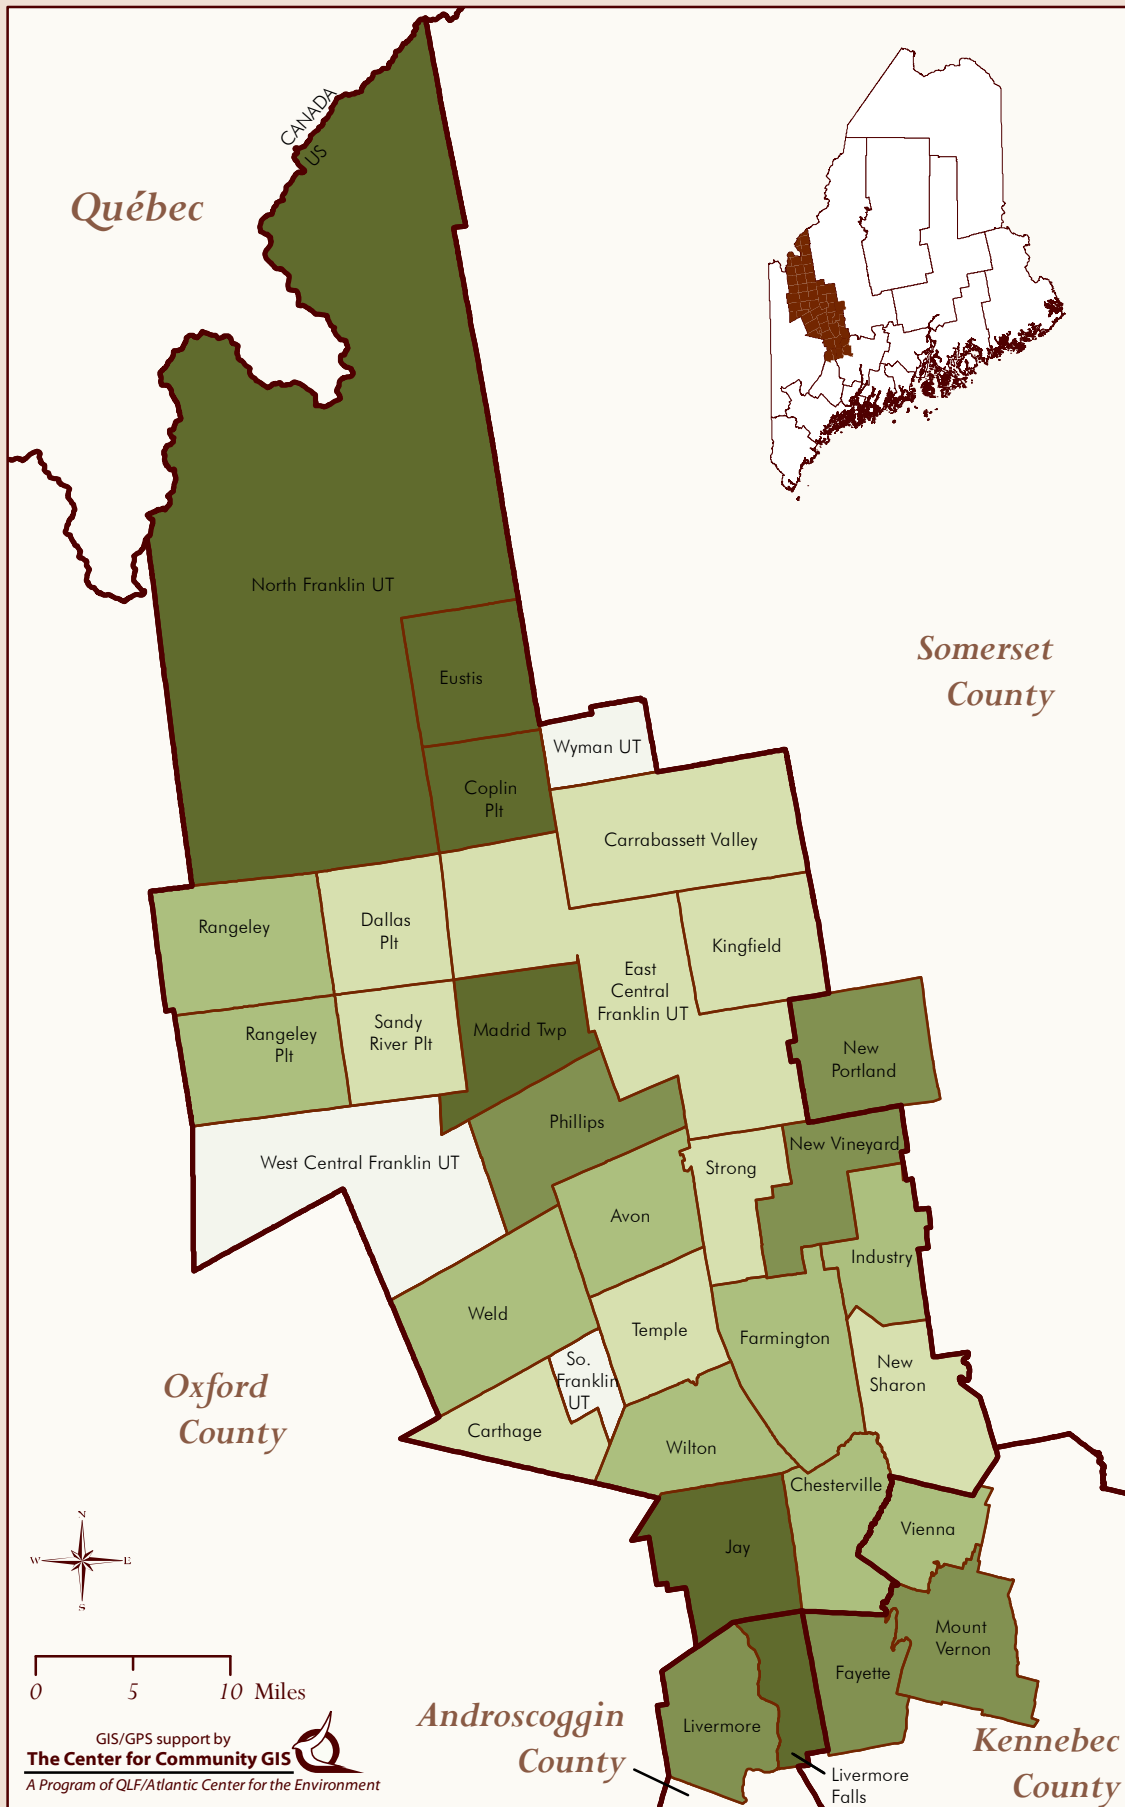 CANADA
US
Québec
North Franklin UT
Somerset
County
Eustis
Wyman UT
Coplin
Plt
Carrabassett Valley
Rangeley
Dallas
Plt
Kingfield
East
Central
Franklin UT
Rangeley
Plt
Sandy
River Plt
Madrid Twp
New
Portland
Phillips
New Vineyard
West Central Franklin UT
Strong
Avon
Industry
Weld
Temple
Farmington
So.
Franklin
UT
New
Sharon
Oxford
County
Carthage
Wilton
Chesterville
Vienna
Jay
N
W
E
S
Mount
Vernon
Fayette
0 5 10 Miles
Livermore
Androscoggin
County
Kennebec
County
Livermore
Falls
GIS/GPS support by
The Center for Community GIS
A Program of QLF/Atlantic Center for the Environment